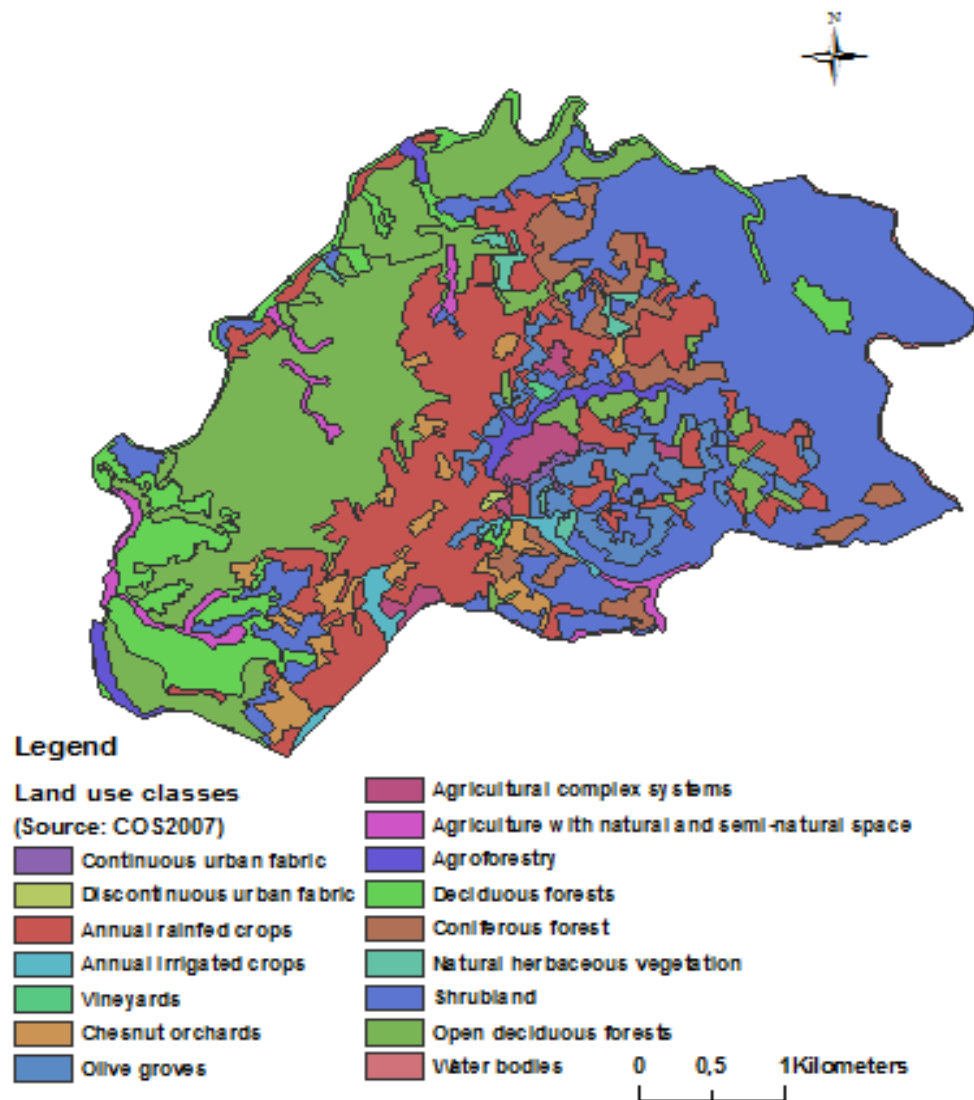 N
Legend
Land use classes
(Source: COS2007)
Continuous urban fabric
Discontinuous urban fabric
Annual rainfed crops
Annual irrigated crops
Vineyards
Chesnut orchards
Olive groves
Agricultural complex systems
Agriculture with natural and semi-natural space
Agroforestry
Deciduous forests
Coniferous forest
Natural herbaceous vegetation
Shrubland
Open deciduous forests
Water bodies
0 0,5 1Kilometers